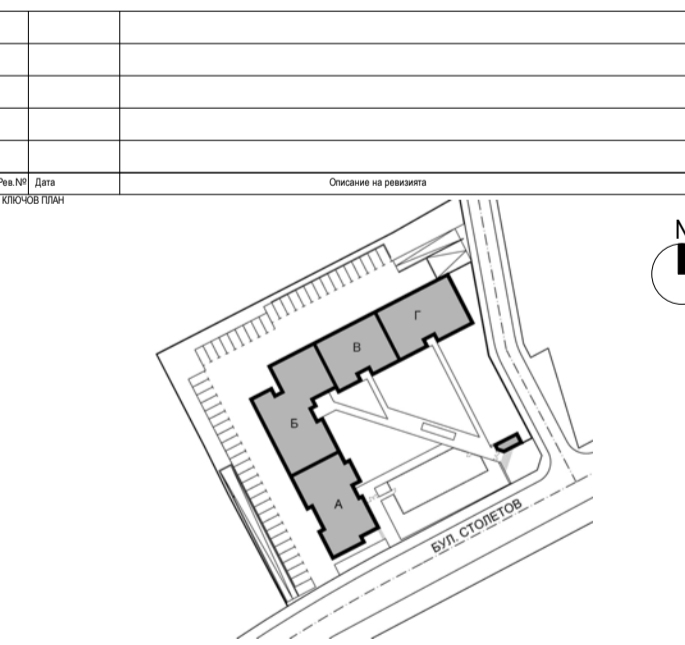 Рев.№ Дата Описание на ревизията
КЛЮЧОВ ПЛАН
N
Г
В
Б
А
БУЛ. СТОЛЕТОВ